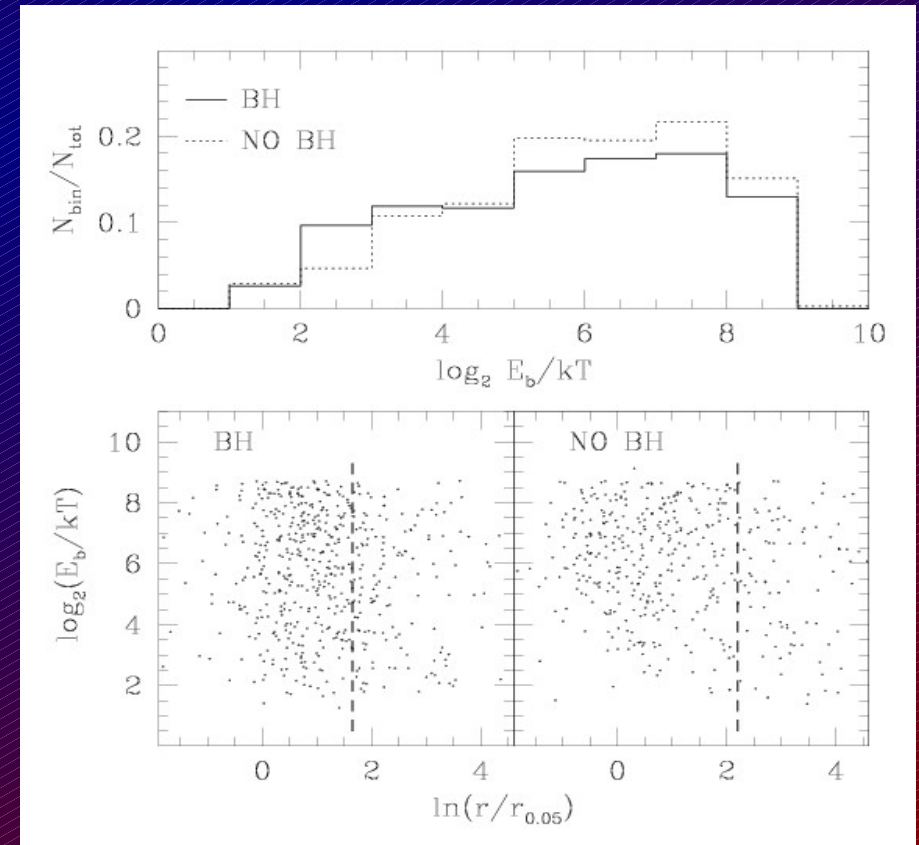 BH
NO BH
N_bin/N_tot
0.2
0.1
0
0 2 4 6 8 10
log₂ E_b/kT
BH NO BH
log₂(E_b/kT)
10
8
6
4
2
0 2 4 0 2 4
ln(r/r_0.05)